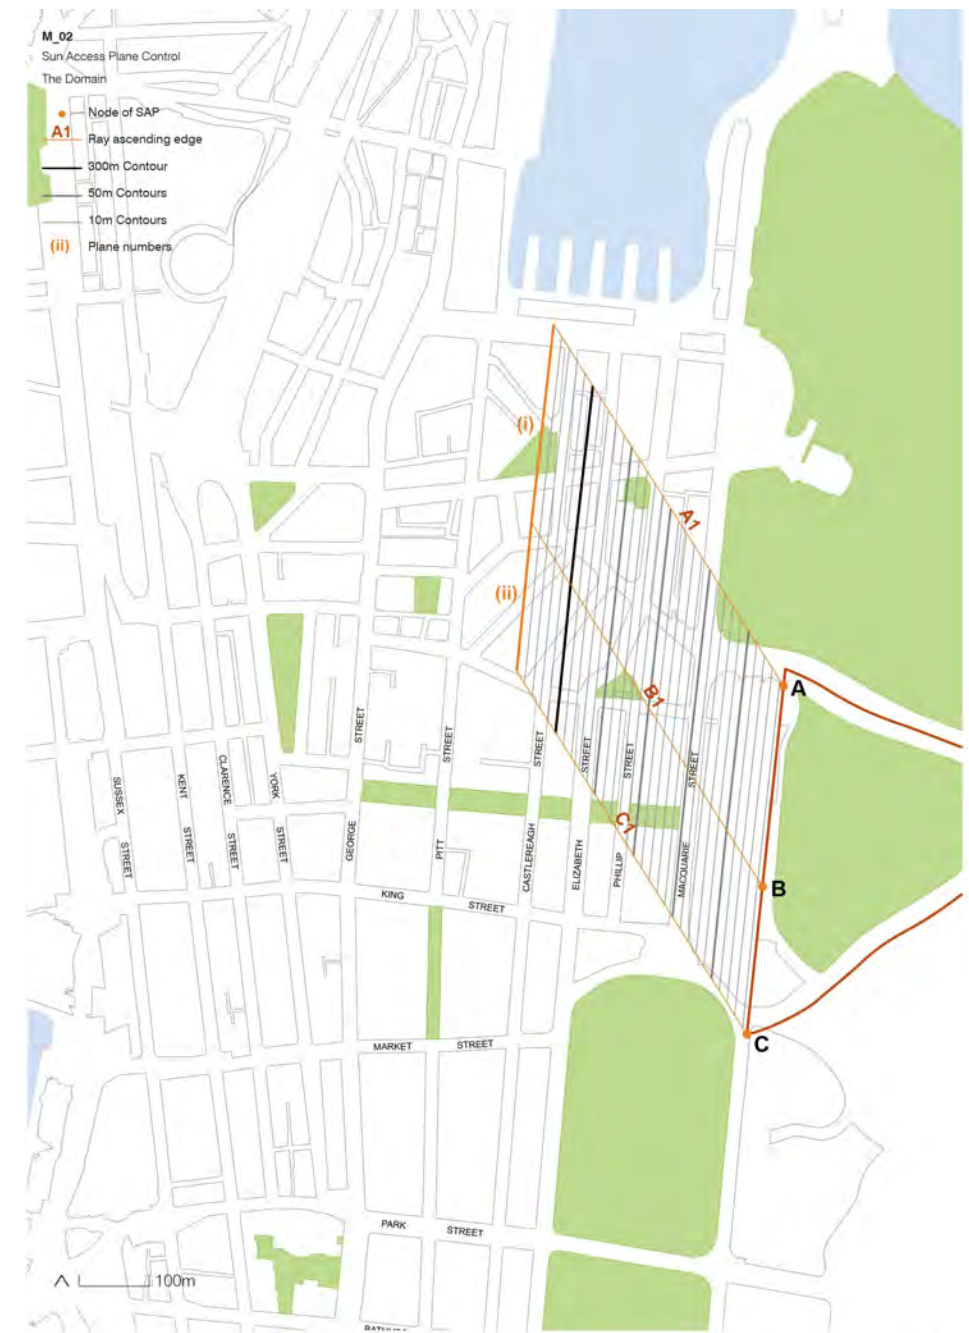 M_02
Sun Access Plane Control
The Domain
Node of SAP
A1
Ray ascending edge
300m Contour
50m Contours
10m Contours
(ii)
Plane numbers
(i)
A1
(ii)
A
B1
STREET
STREET
STREET
STREET
STREET
STREET
SUSSEX
STREET
KENT
STREET
CLARENCE
STREET
YORK
STREET
GEORGE
PITT
CASTLEREAGH
ELIZABETH
PHILLIP
MACQUARIE
C1
B
KING
STREET
C
MARKET
STREET
PARK
STREET
100m